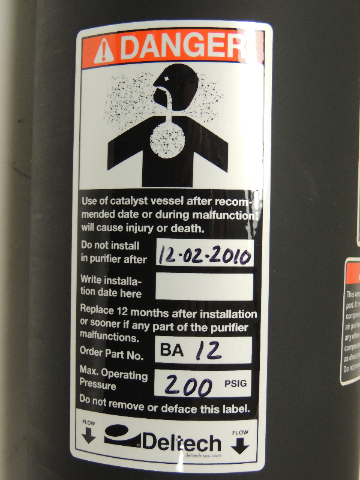 DANGER
Use of catalyst vessel after recom-
mended date or during malfunction
will cause injury or death.
Do not install
in purifier after 12-02-2010
Write installa-
tion date here
Replace 12 months after installation
or sooner if any part of the purifier
malfunctions.
Order Part No. BA 12
Max. Operating
Pressure 200 PSIG
Do not remove or deface this label.
FLOW FLOW
Deltech